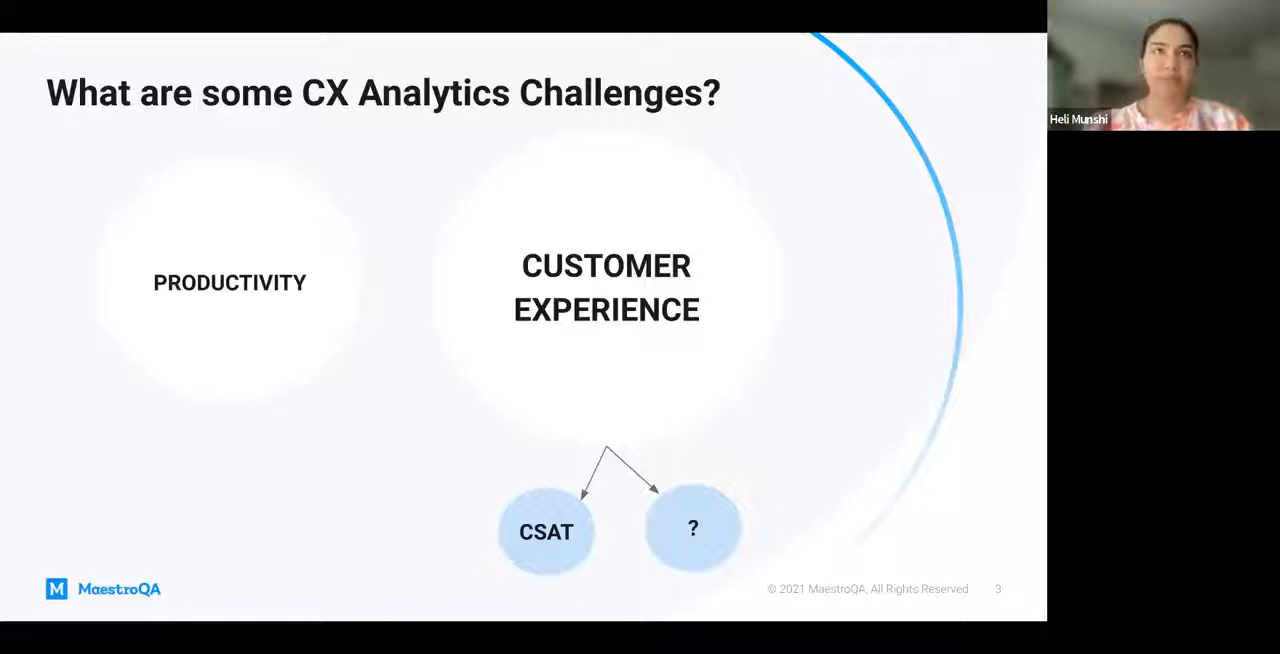 What are some CX Analytics Challenges?
Heli Munshi
PRODUCTIVITY
CUSTOMER
EXPERIENCE
CSAT
?
M MaestroQA
© 2021 MaestroQA. All Rights Reserved
3